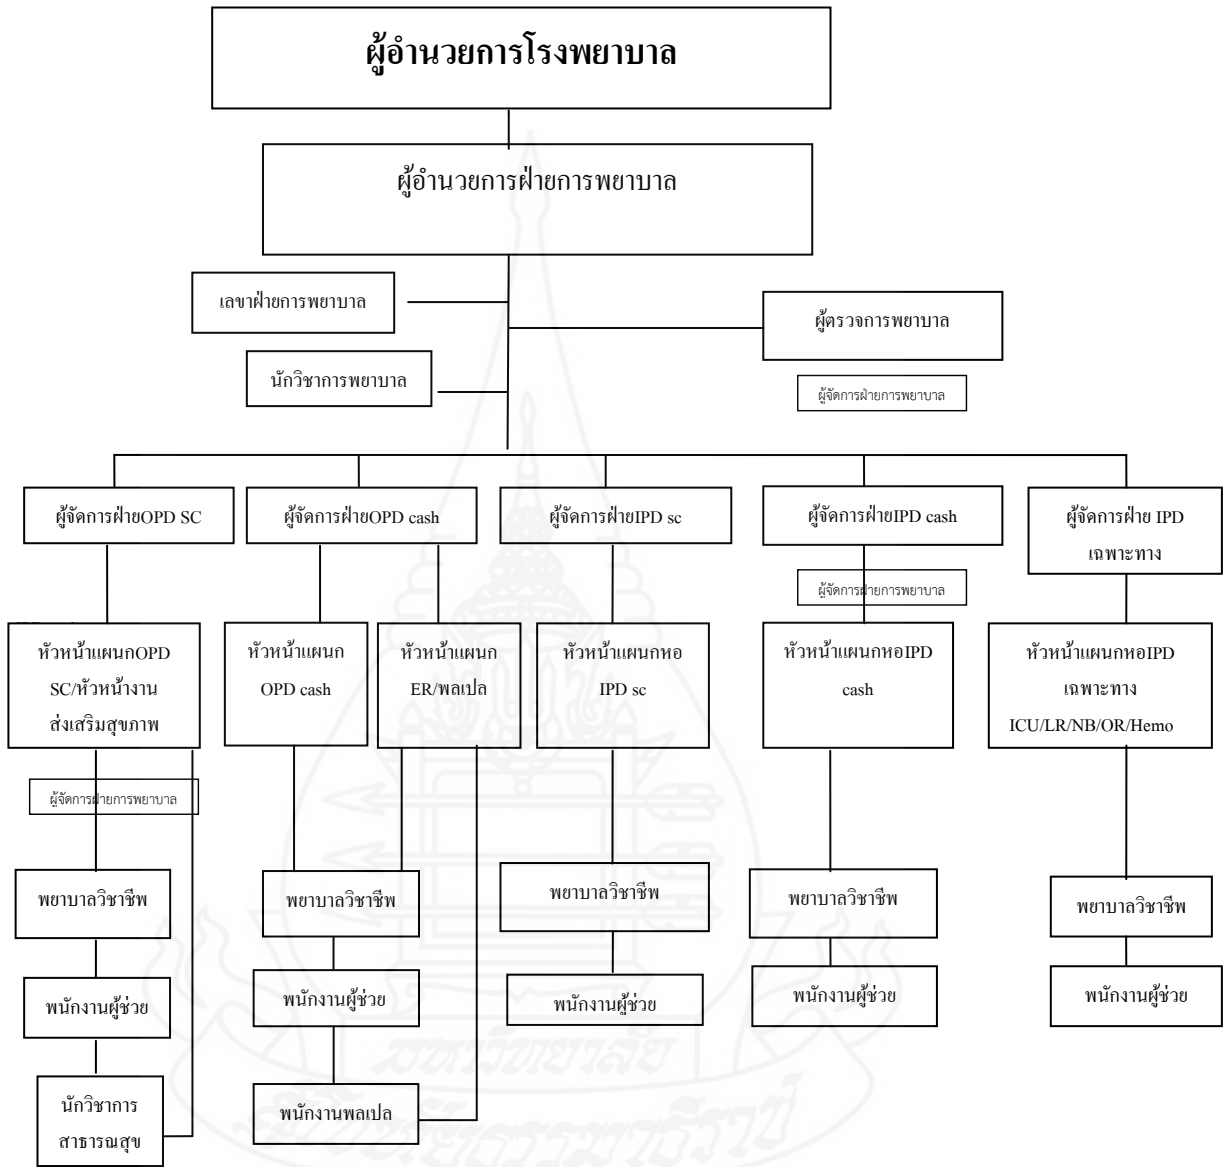 ผู้อำนวยการโรงพยาบาล
ผู้อำนวยการฝ่ายการพยาบาล
เลขาฝ่ายการพยาบาล
ผู้ตรวจการพยาบาล
นักวิชาการพยาบาล
ผู้จัดการฝ่ายการพยาบาล
ผู้จัดการฝ่ายOPD SC
ผู้จัดการฝ่ายOPD cash
ผู้จัดการฝ่ายIPD sc
ผู้จัดการฝ่ายIPD cash
ผู้จัดการฝ่าย IPD
เฉพาะทาง
ผู้จัดการฝ่ายการพยาบาล
หัวหน้าแผนกOPD
SC/หัวหน้างาน
ส่งเสริมสุขภาพ
หัวหน้าแผนก
OPD cash
หัวหน้าแผนก
ER/พลเปล
หัวหน้าแผนกหอ
IPD sc
หัวหน้าแผนกหอIPD
cash
หัวหน้าแผนกหอIPD
เฉพาะทาง
ICU/LR/NB/OR/Hemo
ผู้จัดการฝ่ายการพยาบาล
พยาบาลวิชาชีพ
พยาบาลวิชาชีพ
พยาบาลวิชาชีพ
พยาบาลวิชาชีพ
พยาบาลวิชาชีพ
พนักงานผู้ช่วย
พนักงานผู้ช่วย
พนักงานผู้ช่วย
พนักงานผู้ช่วย
พนักงานผู้ช่วย
นักวิชาการ
สาธารณสุข
พนักงานพลเปล
มหาวิทยาลัย
สุโขทัยธรรมาธิราช